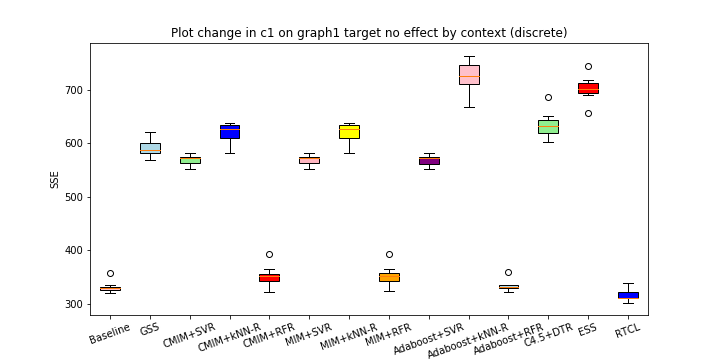 Plot change in c1 on graph1 target no effect by context (discrete)
SSE
700
600
500
400
300
Baseline
GSS
CMIM+SVR
CMIM+kNN-R
CMIM+RFR
MIM+SVR
MIM+kNN-R
MIM+RFR
Adaboost+SVR
Adaboost+kNN-R
Adaboost+RFR
C4.5+DTR
ESS
RTCL